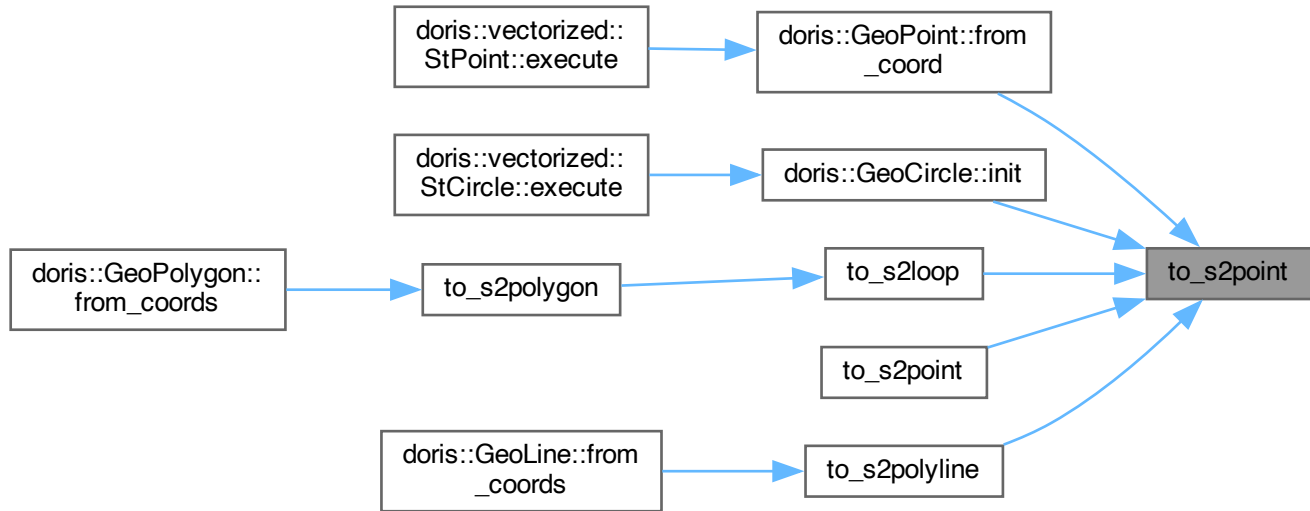 doris::vectorized::
StPoint::execute
doris::GeoPoint::from
_coord
doris::vectorized::
StCircle::execute
doris::GeoCircle::init
doris::GeoPolygon::
from_coords
to_s2polygon
to_s2loop
to_s2point
to_s2point
doris::GeoLine::from
_coords
to_s2polyline